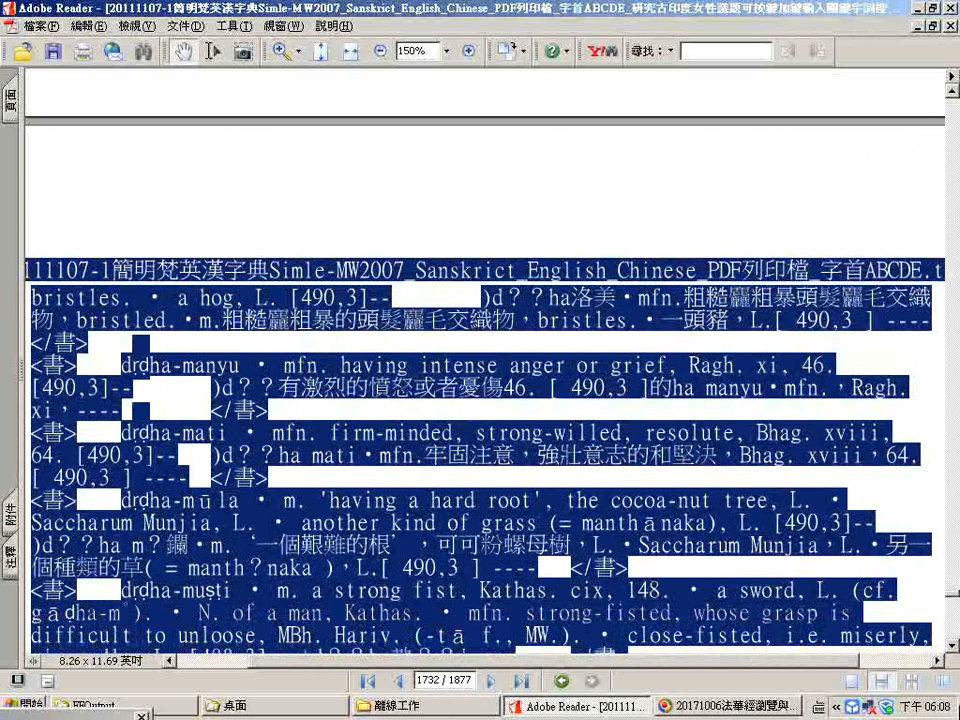 Adobe Reader - [20111107-1簡明梵英漢字典Simle-MW2007_Sanskrict_English_Chinese_PDF列印檔_字首ABCDE_研究古印度女性議題可按鍵加鍵輸入關鍵字詞搜
檔案(F) 編輯(E) 檢視(V) 文件(D) 工具(T) 視窗(W) 說明(H)
150% 尋找:
頁面
111107-1簡明梵英漢字典Simle-MW2007_Sanskrict_English_Chinese_PDF列印檔_字首ABCDE.t
bristles. • a hog, L. [490,3]-- )d？？ha洛美•mfn.粗糙龖粗暴頭髮龖毛交織
物，bristled.•m.粗糙龖粗暴的頭髮龖毛交織物，bristles.•一頭豬，L.[ 490,3 ] ----
</書>
<書> dṛḍha-manyu • mfn. having intense anger or grief, Ragh. xi, 46.
[490,3]-- )d？？有激烈的憤怒或者憂傷46. [ 490,3 ]的ha manyu•mfn.，Ragh.
xi，---- </書>
<書> dṛḍha-mati • mfn. firm-minded, strong-willed, resolute, Bhag. xviii,
64. [490,3]-- )d？？ha mati•mfn.牢固注意，強壯意志的和堅決，Bhag. xviii，64.
[ 490,3 ] ---- </書>
<書> dṛḍha-mūla • m. 'having a hard root', the cocoa-nut tree, L. •
Saccharum Munjia, L. • another kind of grass (= manthānaka), L. [490,3]--
)d？？ha m？鑭•m.‵一個艱難的根′，可可粉螺母樹，L.•Saccharum Munjia，L.•另一
個種類的草( = manth？naka )，L.[ 490,3 ] ---- </書>
<書> dṛḍha-muṣṭi • m. a strong fist, Kathas. cix, 148. • a sword, L. (cf.
gāḍha-m˚). • N. of a man, Kathas. • mfn. strong-fisted, whose grasp is
difficult to unloose, MBh. Hariv. (-tā f., MW.). • close-fisted, i.e. miserly,
附件
注釋
8.26 x 11.69 英吋
1732 / 1877
開始 FFOutput 桌面 離線工作 Adobe Reader - [201111... 20171006法華經瀏覽與... 下午 06:08